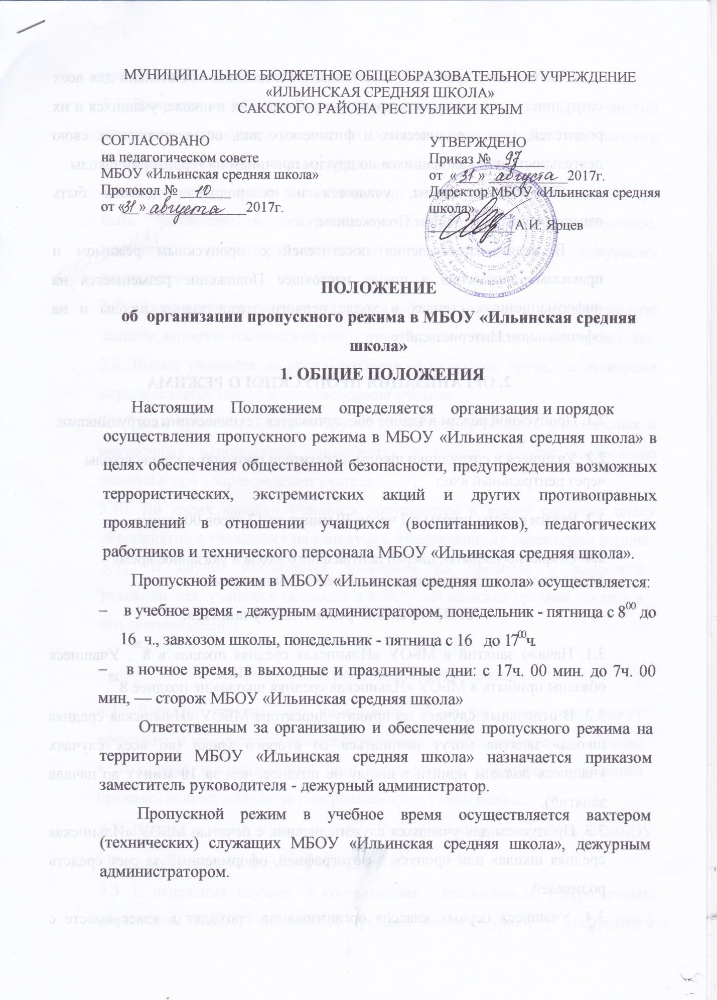 МУНИЦИПАЛЬНОЕ БЮДЖЕТНОЕ ОБЩЕОБРАЗОВАТЕЛЬНОЕ УЧРЕЖДЕНИЕ
«ИЛЬИНСКАЯ СРЕДНЯЯ ШКОЛА»
САКСКОГО РАЙОНА РЕСПУБЛИКИ КРЫМ
СОГЛАСОВАНО
на педагогическом совете
МБОУ «Ильинская средняя школа»
Протокол № 10
от «31» августа 2017г.
УТВЕРЖДЕНО
Приказ № 97
от «31» августа 2017г.
Директор МБОУ «Ильинская средняя
школа»
А.И. Ярцев
ПОЛОЖЕНИЕ
об организации пропускного режима в МБОУ «Ильинская средняя
школа»
1. ОБЩИЕ ПОЛОЖЕНИЯ
Настоящим Положением определяется организация и порядок
осуществления пропускного режима в МБОУ «Ильинская средняя школа» в
целях обеспечения общественной безопасности, предупреждения возможных
террористических, экстремистских акций и других противоправных
проявлений в отношении учащихся (воспитанников), педагогических
работников и технического персонала МБОУ «Ильинская средняя школа».
Пропускной режим в МБОУ «Ильинская средняя школа» осуществляется:
– в учебное время - дежурным администратором, понедельник - пятница с 8⁰⁰ до
16 ч., завхозом школы, понедельник - пятница с 16 до 17⁰⁰ч.
– в ночное время, в выходные и праздничные дни: с 17ч. 00 мин. до 7ч. 00
мин, — сторож МБОУ «Ильинская средняя школа»
Ответственным за организацию и обеспечение пропускного режима на
территории МБОУ «Ильинская средняя школа» назначается приказом
заместитель руководителя - дежурный администратор.
Пропускной режим в учебное время осуществляется вахтером
(технических) служащих МБОУ «Ильинская средняя школа», дежурным
администратором.